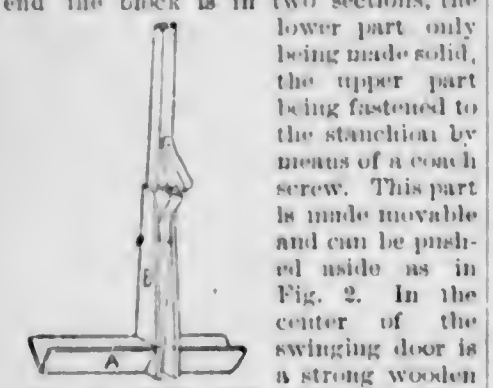 end the block is in two sections, the
lower part only
being made solid,
the upper part
being fastened to
the stanchion by
means of a coach
screw. This part
is made movable
and can be push-
ed aside as in
Fig. 2. In the
center of the
swinging door is
a strong wooden
B
A